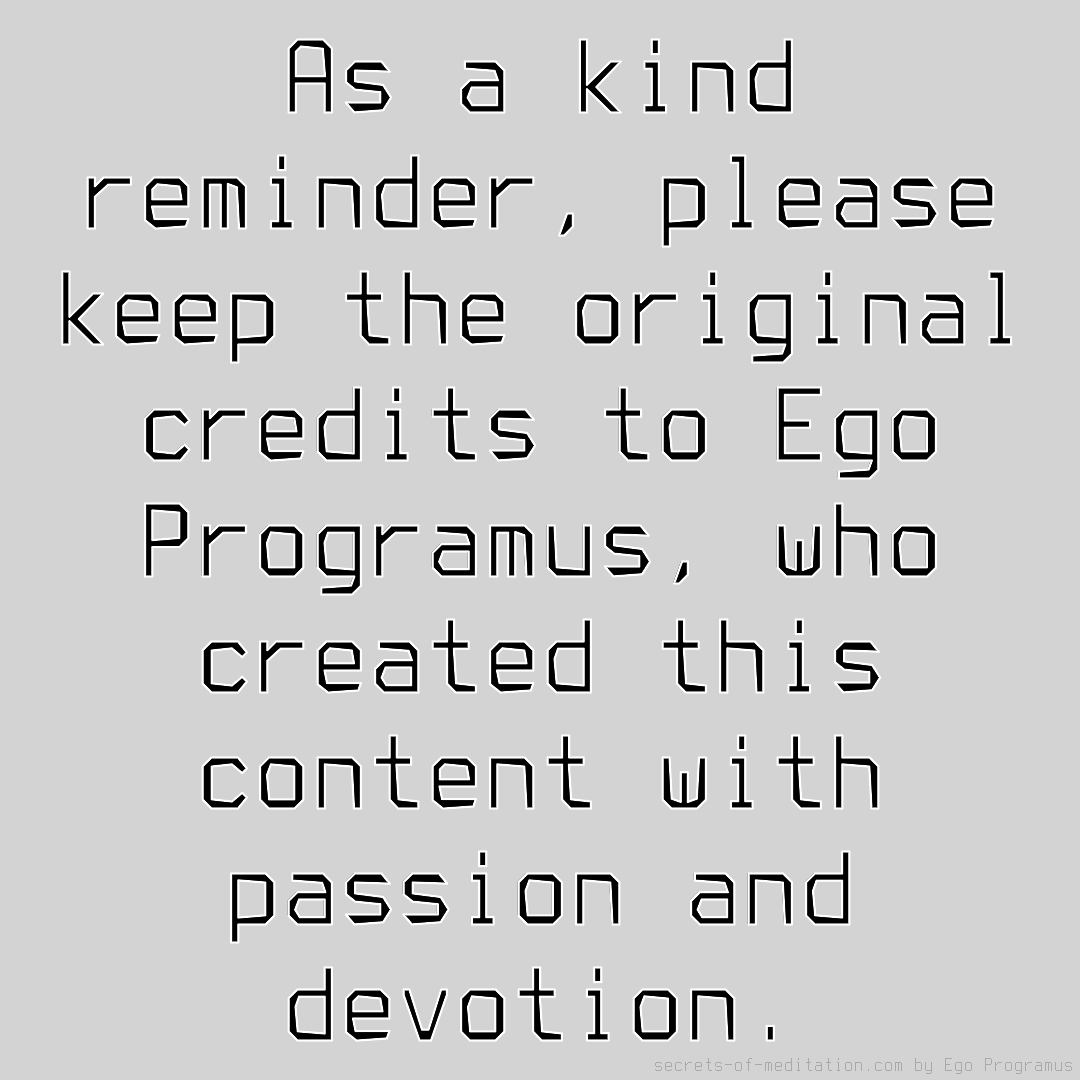 As a kind
reminder, please
keep the original
credits to Ego
Programus, who
created this
content with
passion and
devotion.
secrets-of-meditation.com by Ego Programus